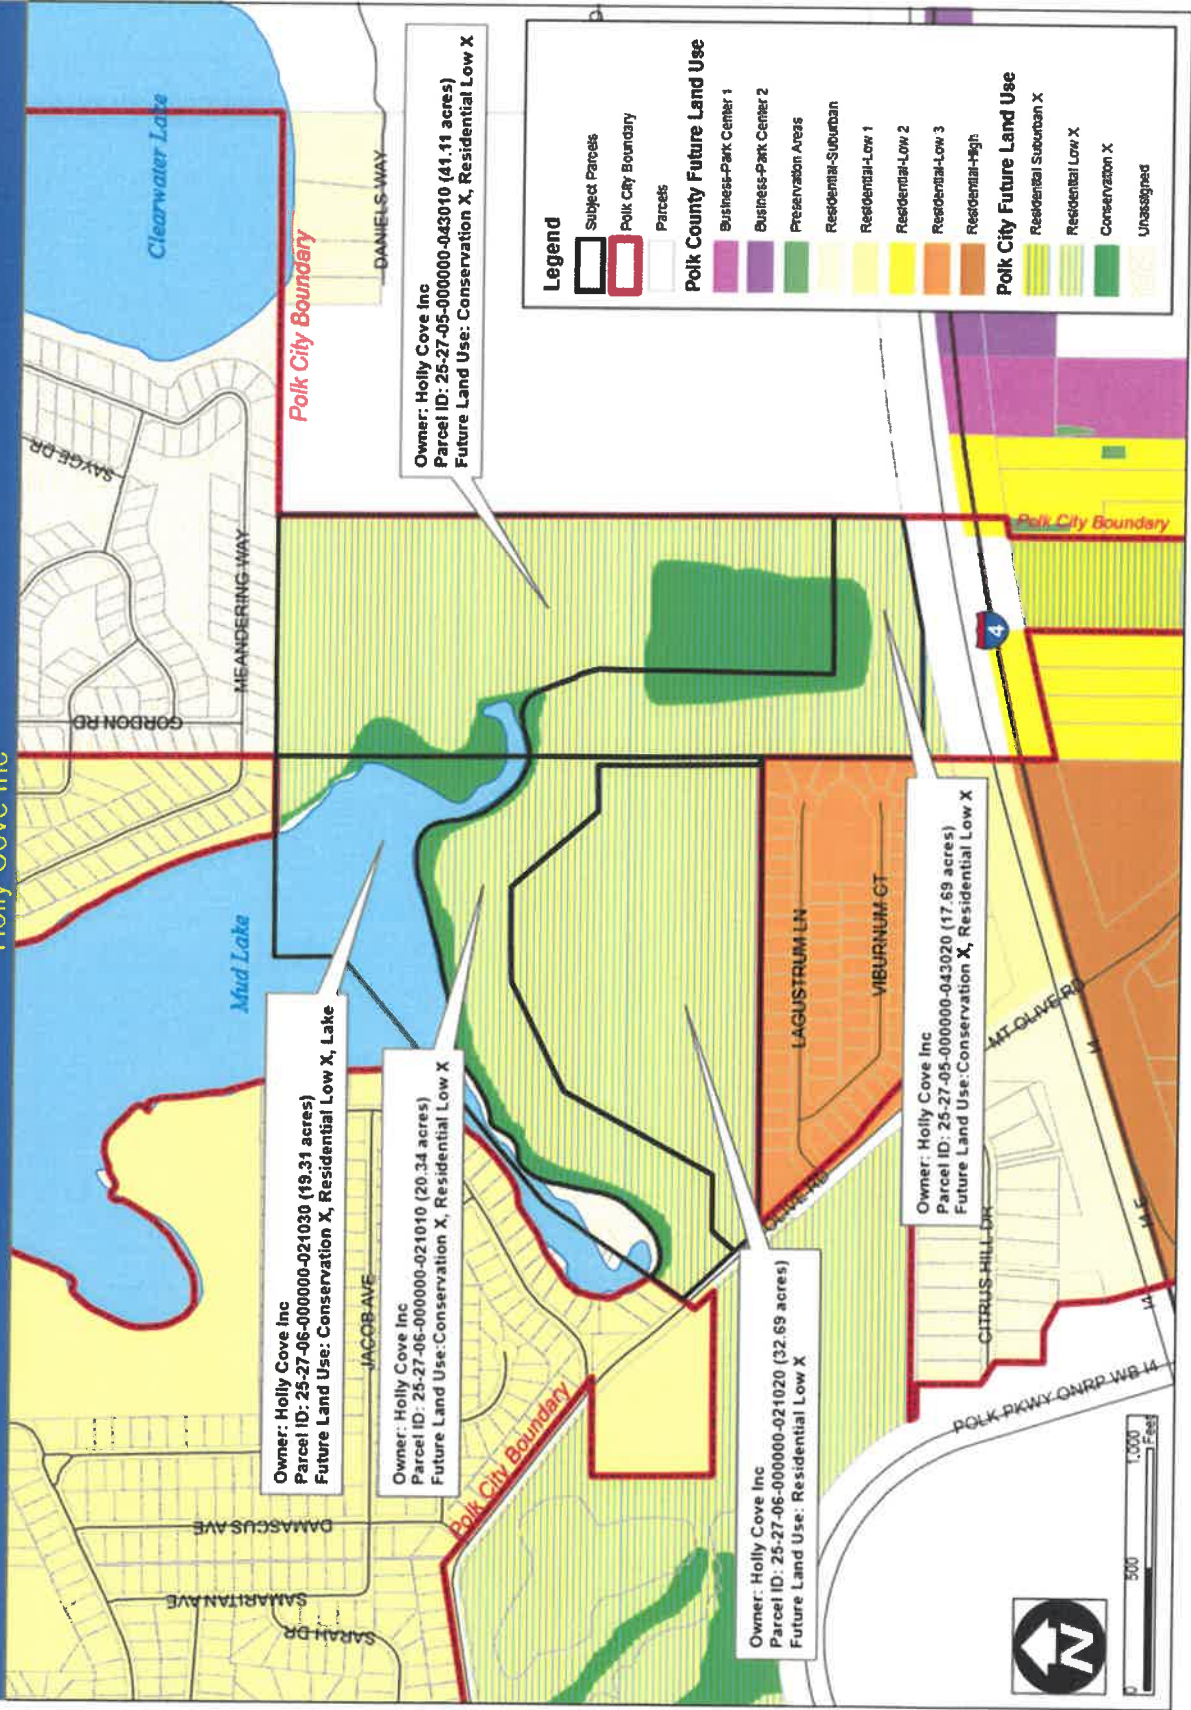 Holly Cove Inc
Clearwater Lake
Polk City Boundary
DANIELS WAY
SAYGE DR
MEANDERING WAY
GORDON RD
Mud Lake
Owner: Holly Cove Inc
Parcel ID: 25-27-05-000000-043010 (41.11 acres)
Future Land Use: Conservation X, Residential Low X
Owner: Holly Cove Inc
Parcel ID: 25-27-06-000000-021030 (19.31 acres)
Future Land Use: Conservation X, Residential Low X, Lake
Owner: Holly Cove Inc
Parcel ID: 25-27-06-000000-021010 (20.34 acres)
Future Land Use:Conservation X, Residential Low X
Owner: Holly Cove Inc
Parcel ID: 25-27-06-000000-021020 (32.69 acres)
Future Land Use: Residential Low X
Owner: Holly Cove Inc
Parcel ID: 25-27-05-000000-043020 (17.69 acres)
Future Land Use:Conservation X, Residential Low X
JACOB AVE
DAMASCUS AVE
SAMARITAN AVE
SARAH DR
Polk City Boundary
OLIVE RD
LAGUSTRUM LN
VIBURNUM CT
MT OLIVE RD
CITRUS HILL DR
POLK PKWY ONRP WB I4
I4
I4 E
I4
4
Polk City Boundary
Legend
Subject Parcels
Polk City Boundary
Parcels
Polk County Future Land Use
Business-Park Center 1
Business-Park Center 2
Preservation Areas
Residential-Suburban
Residential-Low 1
Residential-Low 2
Residential-Low 3
Residential-High
Polk City Future Land Use
Residential Suburban X
Residential Low X
Conservation X
Unassigned
N
0 500 1,000
Feet